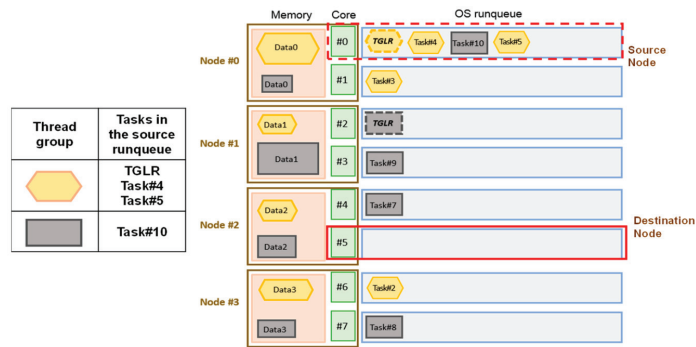 Memory Core OS runqueue
Node #0
Data0
Data0
#0
TGLR Task#4 Task#10 Task#5
Source
Node
#1
Task#3
Thread
group
Tasks in
the source
runqueue
TGLR
Task#4
Task#5
Task#10
Node #1
Data1
Data1
#2
TGLR
#3
Task#9
Node #2
Data2
Data2
#4
Task#7
#5
Destination
Node
Node #3
Data3
Data3
#6
Task#2
#7
Task#8